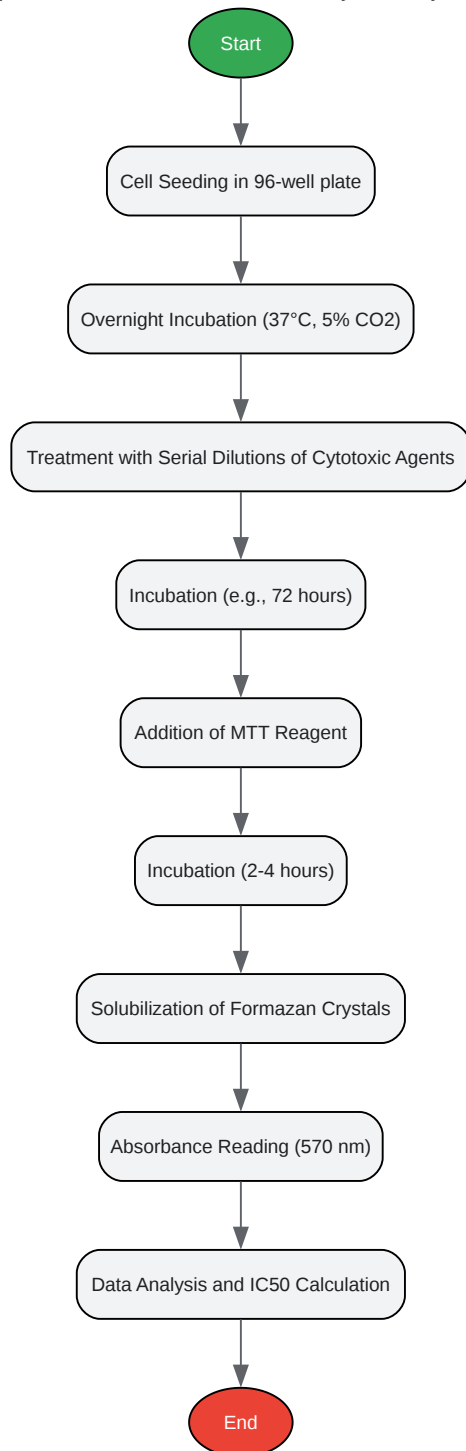 Start
Cell Seeding in 96-well plate
Overnight Incubation (37°C, 5% CO2)
Treatment with Serial Dilutions of Cytotoxic Agents
Incubation (e.g., 72 hours)
Addition of MTT Reagent
Incubation (2-4 hours)
Solubilization of Formazan Crystals
Absorbance Reading (570 nm)
Data Analysis and IC50 Calculation
End